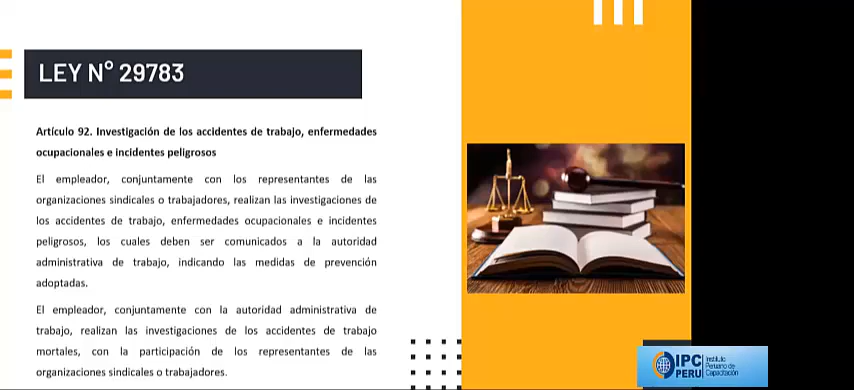 LEY N° 29783
Artículo 92. Investigación de los accidentes de trabajo, enfermedades
ocupacionales e incidentes peligrosos
El empleador, conjuntamente con los representantes de las
organizaciones sindicales o trabajadores, realizan las investigaciones de
los accidentes de trabajo, enfermedades ocupacionales e incidentes
peligrosos, los cuales deben ser comunicados a la autoridad
administrativa de trabajo, indicando las medidas de prevención
adoptadas.
El empleador, conjuntamente con la autoridad administrativa de
trabajo, realizan las investigaciones de los accidentes de trabajo
mortales, con la participación de los representantes de las
organizaciones sindicales o trabajadores.
IPC
PERU
Instituto
Peruano de
Capacitación